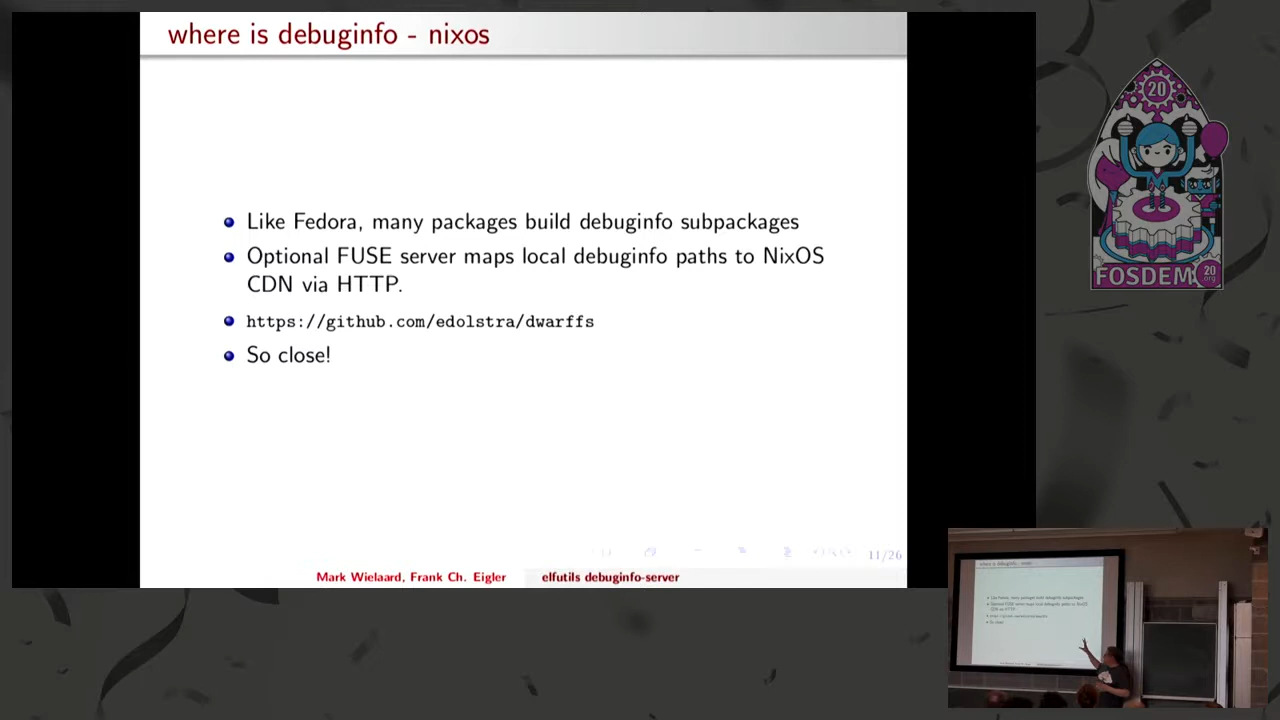 where is debuginfo - nixos
Like Fedora, many packages build debuginfo subpackages
Optional FUSE server maps local debuginfo paths to NixOS
CDN via HTTP.
https://github.com/edolstra/dwarffs
So close!
11/26
Mark Wielaard, Frank Ch. Eigler
elfutils debuginfo-server
20
FOSDEM
20
.org